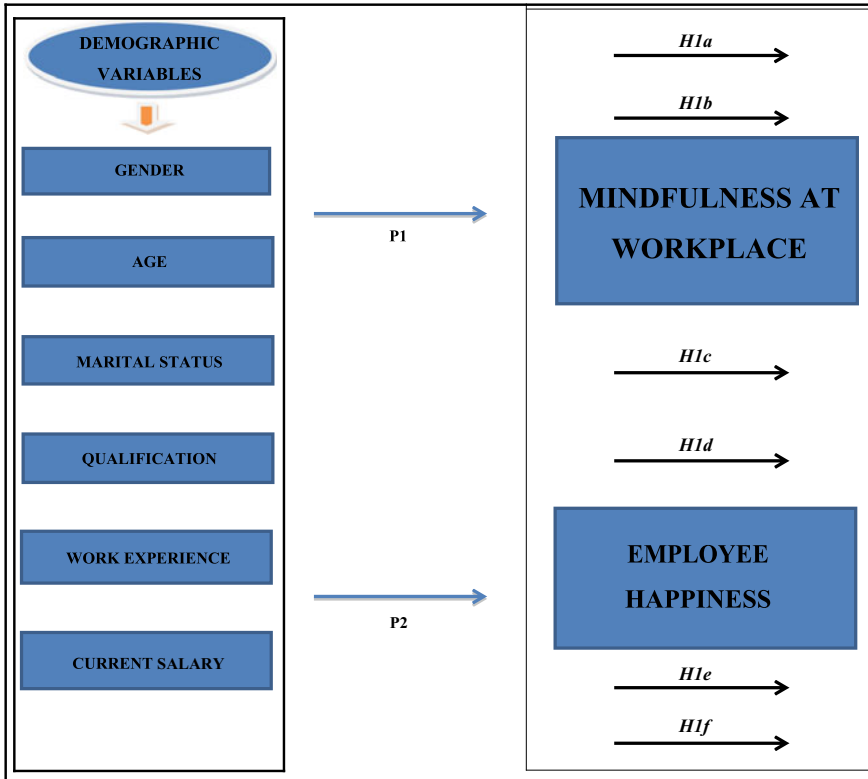 DEMOGRAPHIC
VARIABLES
GENDER
AGE
MARITAL STATUS
QUALIFICATION
WORK EXPERIENCE
CURRENT SALARY
P1
P2
H1a
H1b
MINDFULNESS AT
WORKPLACE
H1c
H1d
EMPLOYEE
HAPPINESS
H1e
H1f